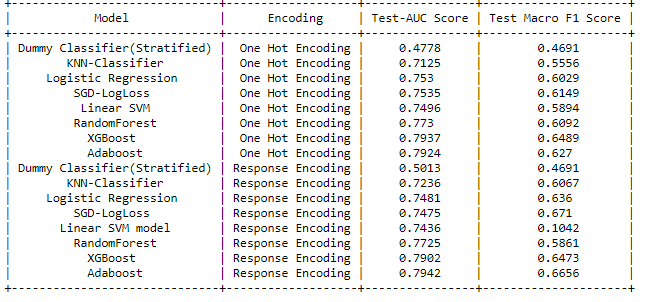 +-------------------------------+-------------------+----------------+---------------------+
| Model | Encoding | Test-AUC Score | Test Macro F1 Score |
+-------------------------------+-------------------+----------------+---------------------+
| Dummy Classifier(Stratified) | One Hot Encoding | 0.4778 | 0.4691 |
| KNN-Classifier | One Hot Encoding | 0.7125 | 0.5556 |
| Logistic Regression | One Hot Encoding | 0.753 | 0.6029 |
| SGD-LogLoss | One Hot Encoding | 0.7535 | 0.6149 |
| Linear SVM | One Hot Encoding | 0.7496 | 0.5894 |
| RandomForest | One Hot Encoding | 0.773 | 0.6092 |
| XGBoost | One Hot Encoding | 0.7937 | 0.6489 |
| Adaboost | One Hot Encoding | 0.7924 | 0.627 |
| Dummy Classifier(Stratified) | Response Encoding | 0.5013 | 0.4691 |
| KNN-Classifier | Response Encoding | 0.7236 | 0.6067 |
| Logistic Regression | Response Encoding | 0.7481 | 0.636 |
| SGD-LogLoss | Response Encoding | 0.7475 | 0.671 |
| Linear SVM model | Response Encoding | 0.7436 | 0.1042 |
| RandomForest | Response Encoding | 0.7725 | 0.5861 |
| XGBoost | Response Encoding | 0.7902 | 0.6473 |
| Adaboost | Response Encoding | 0.7942 | 0.6656 |
+-------------------------------+-------------------+----------------+---------------------+